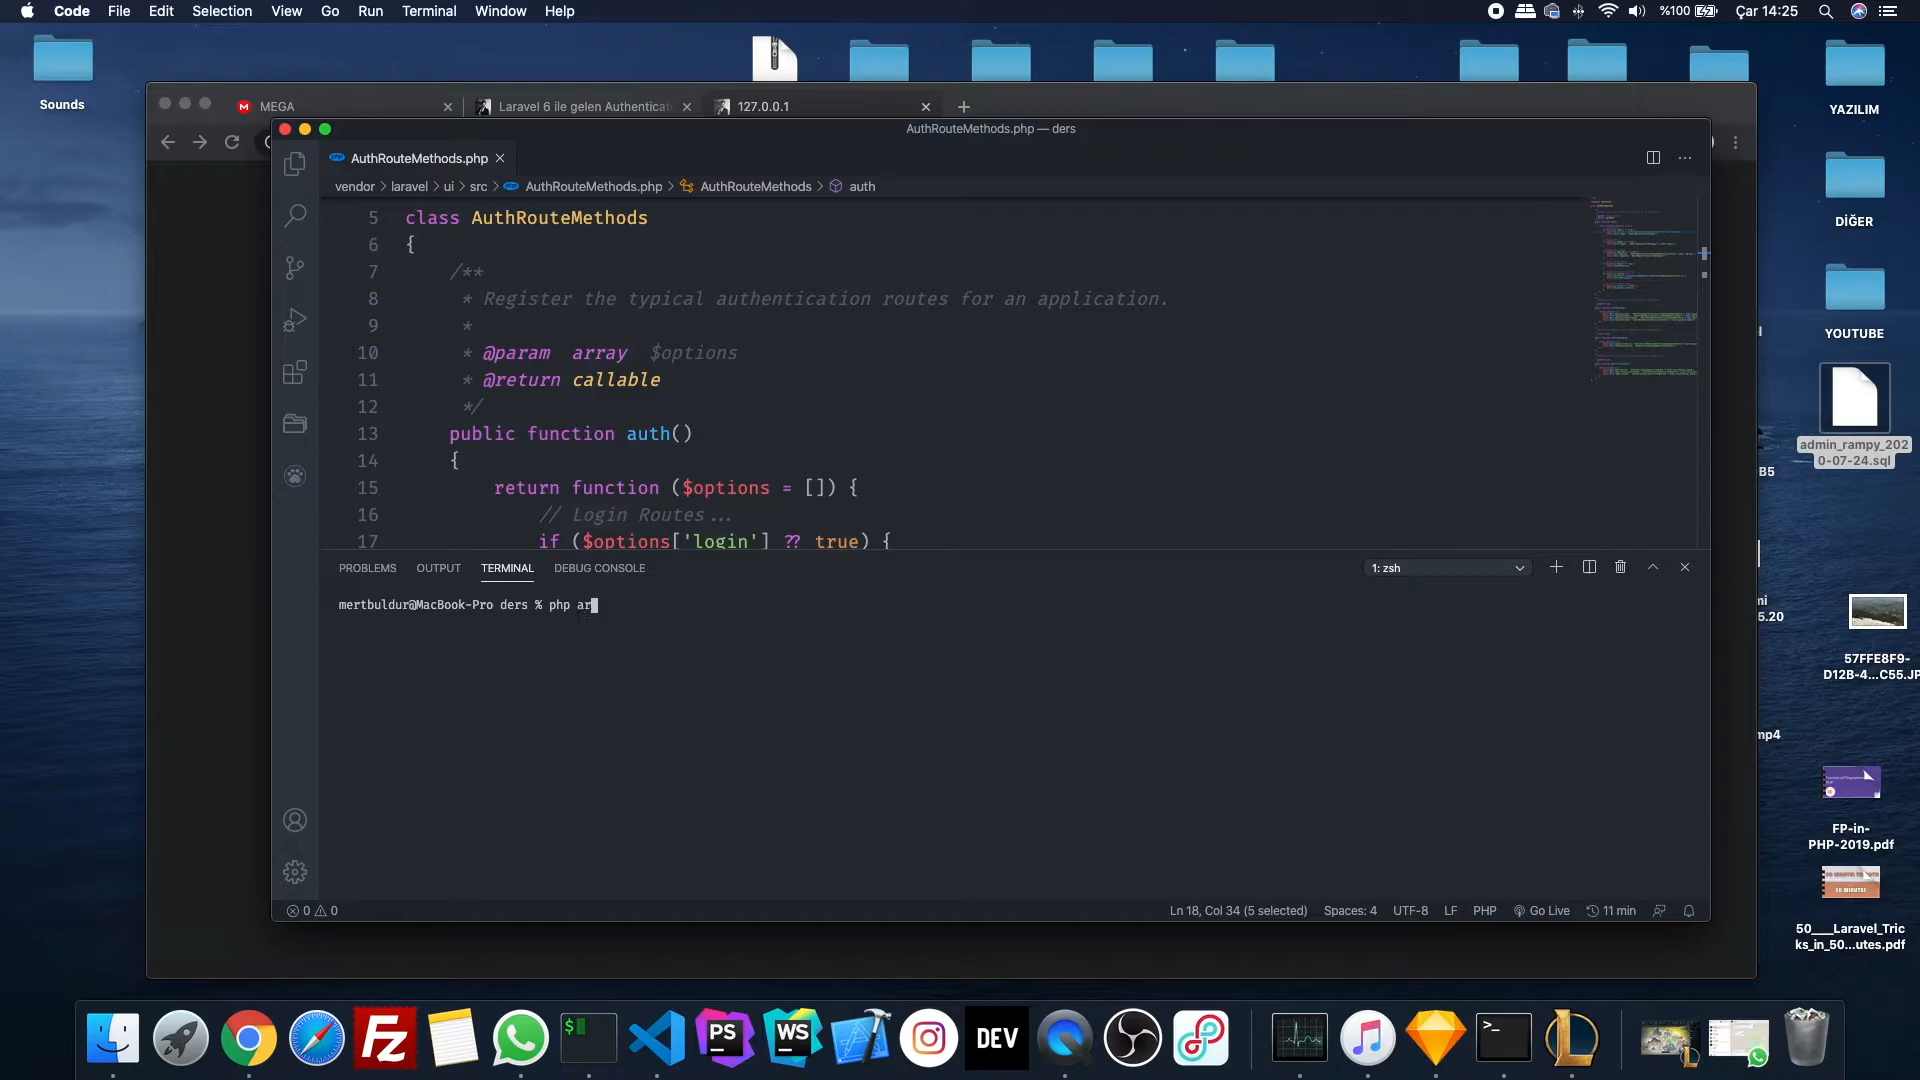 Code File Edit Selection View Go Run Terminal Window Help
%100 Çar 14:25
Sounds
YAZILIM
DİĞER
YOUTUBE
admin_rampy_202
0-07-24.sql
B5
5.20
57FFE8F9-
D12B-4...C55.JP
mp4
FP-in-
PHP-2019.pdf
50___Laravel_Tric
ks_in_50...utes.pdf
MEGA
Laravel 6 ile gelen Authenticat
127.0.0.1
AuthRouteMethods.php — ders
AuthRouteMethods.php
vendor > laravel > ui > src > AuthRouteMethods.php > AuthRouteMethods > auth
5 class AuthRouteMethods
6 {
7 /**
8 * Register the typical authentication routes for an application.
9 *
10 * @param array $options
11 * @return callable
12 */
13 public function auth()
14 {
15 return function ($options = []) {
16 // Login Routes...
17 if ($options['login'] ?? true) {
PROBLEMS OUTPUT TERMINAL DEBUG CONSOLE
1: zsh
mertbuldur@MacBook-Pro ders % php ar
0 0
Ln 18, Col 34 (5 selected) Spaces: 4 UTF-8 LF PHP Go Live 11 min
PS
WS
DEV